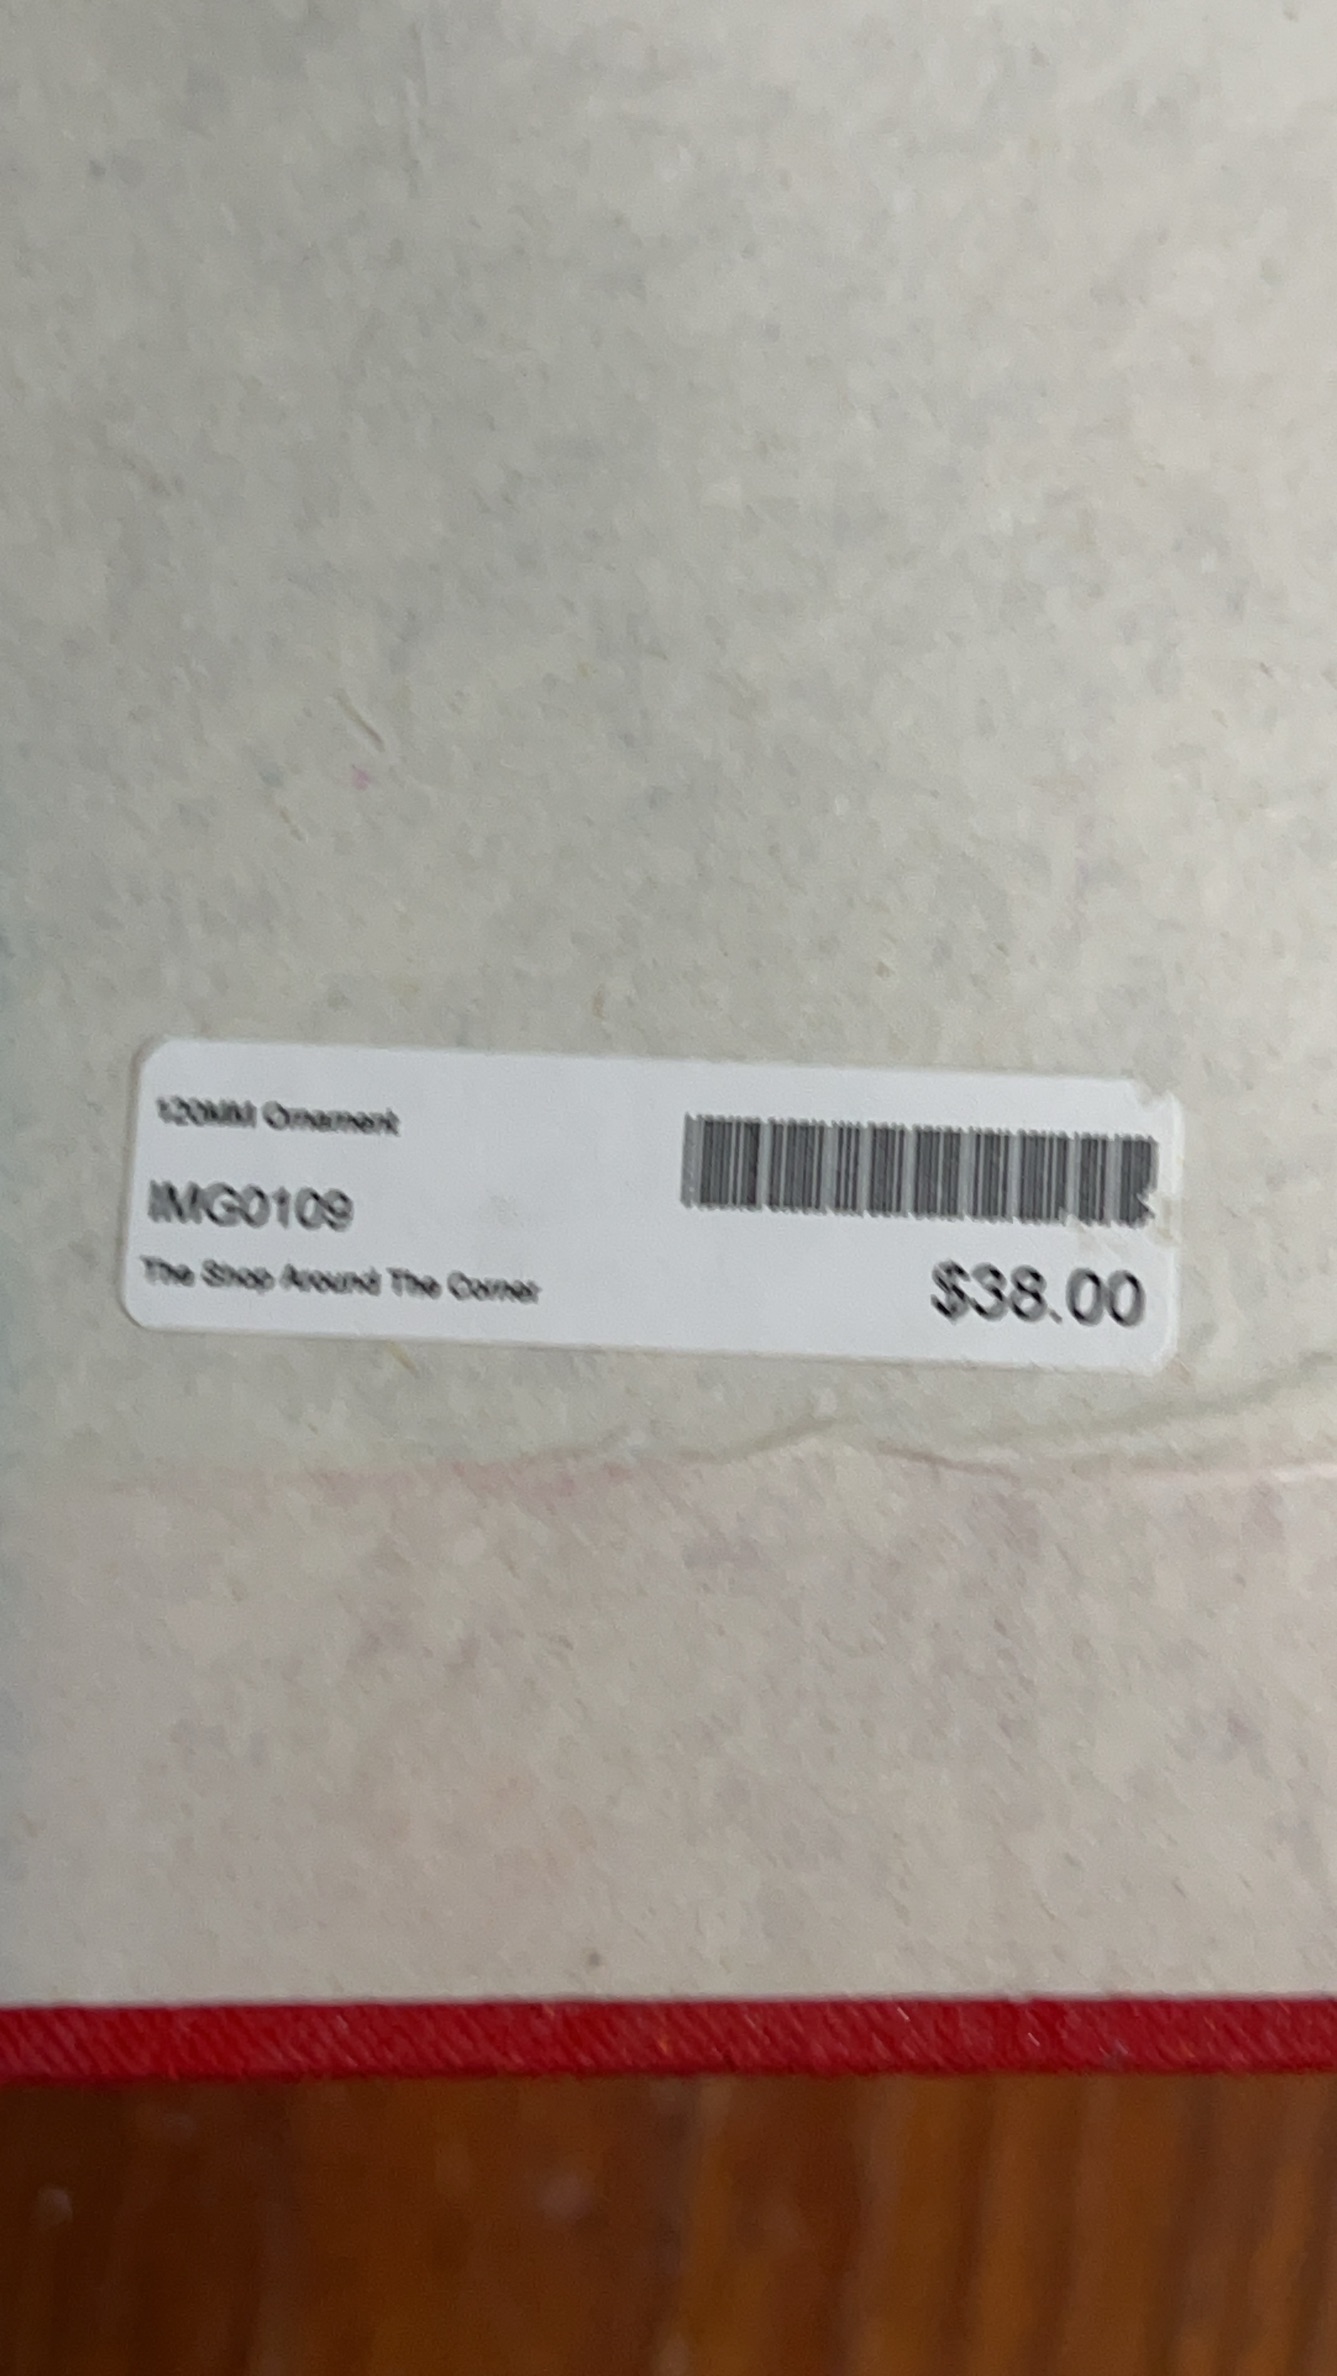 120MM Ornament
IMG0109
The Shop Around The Corner
$38.00